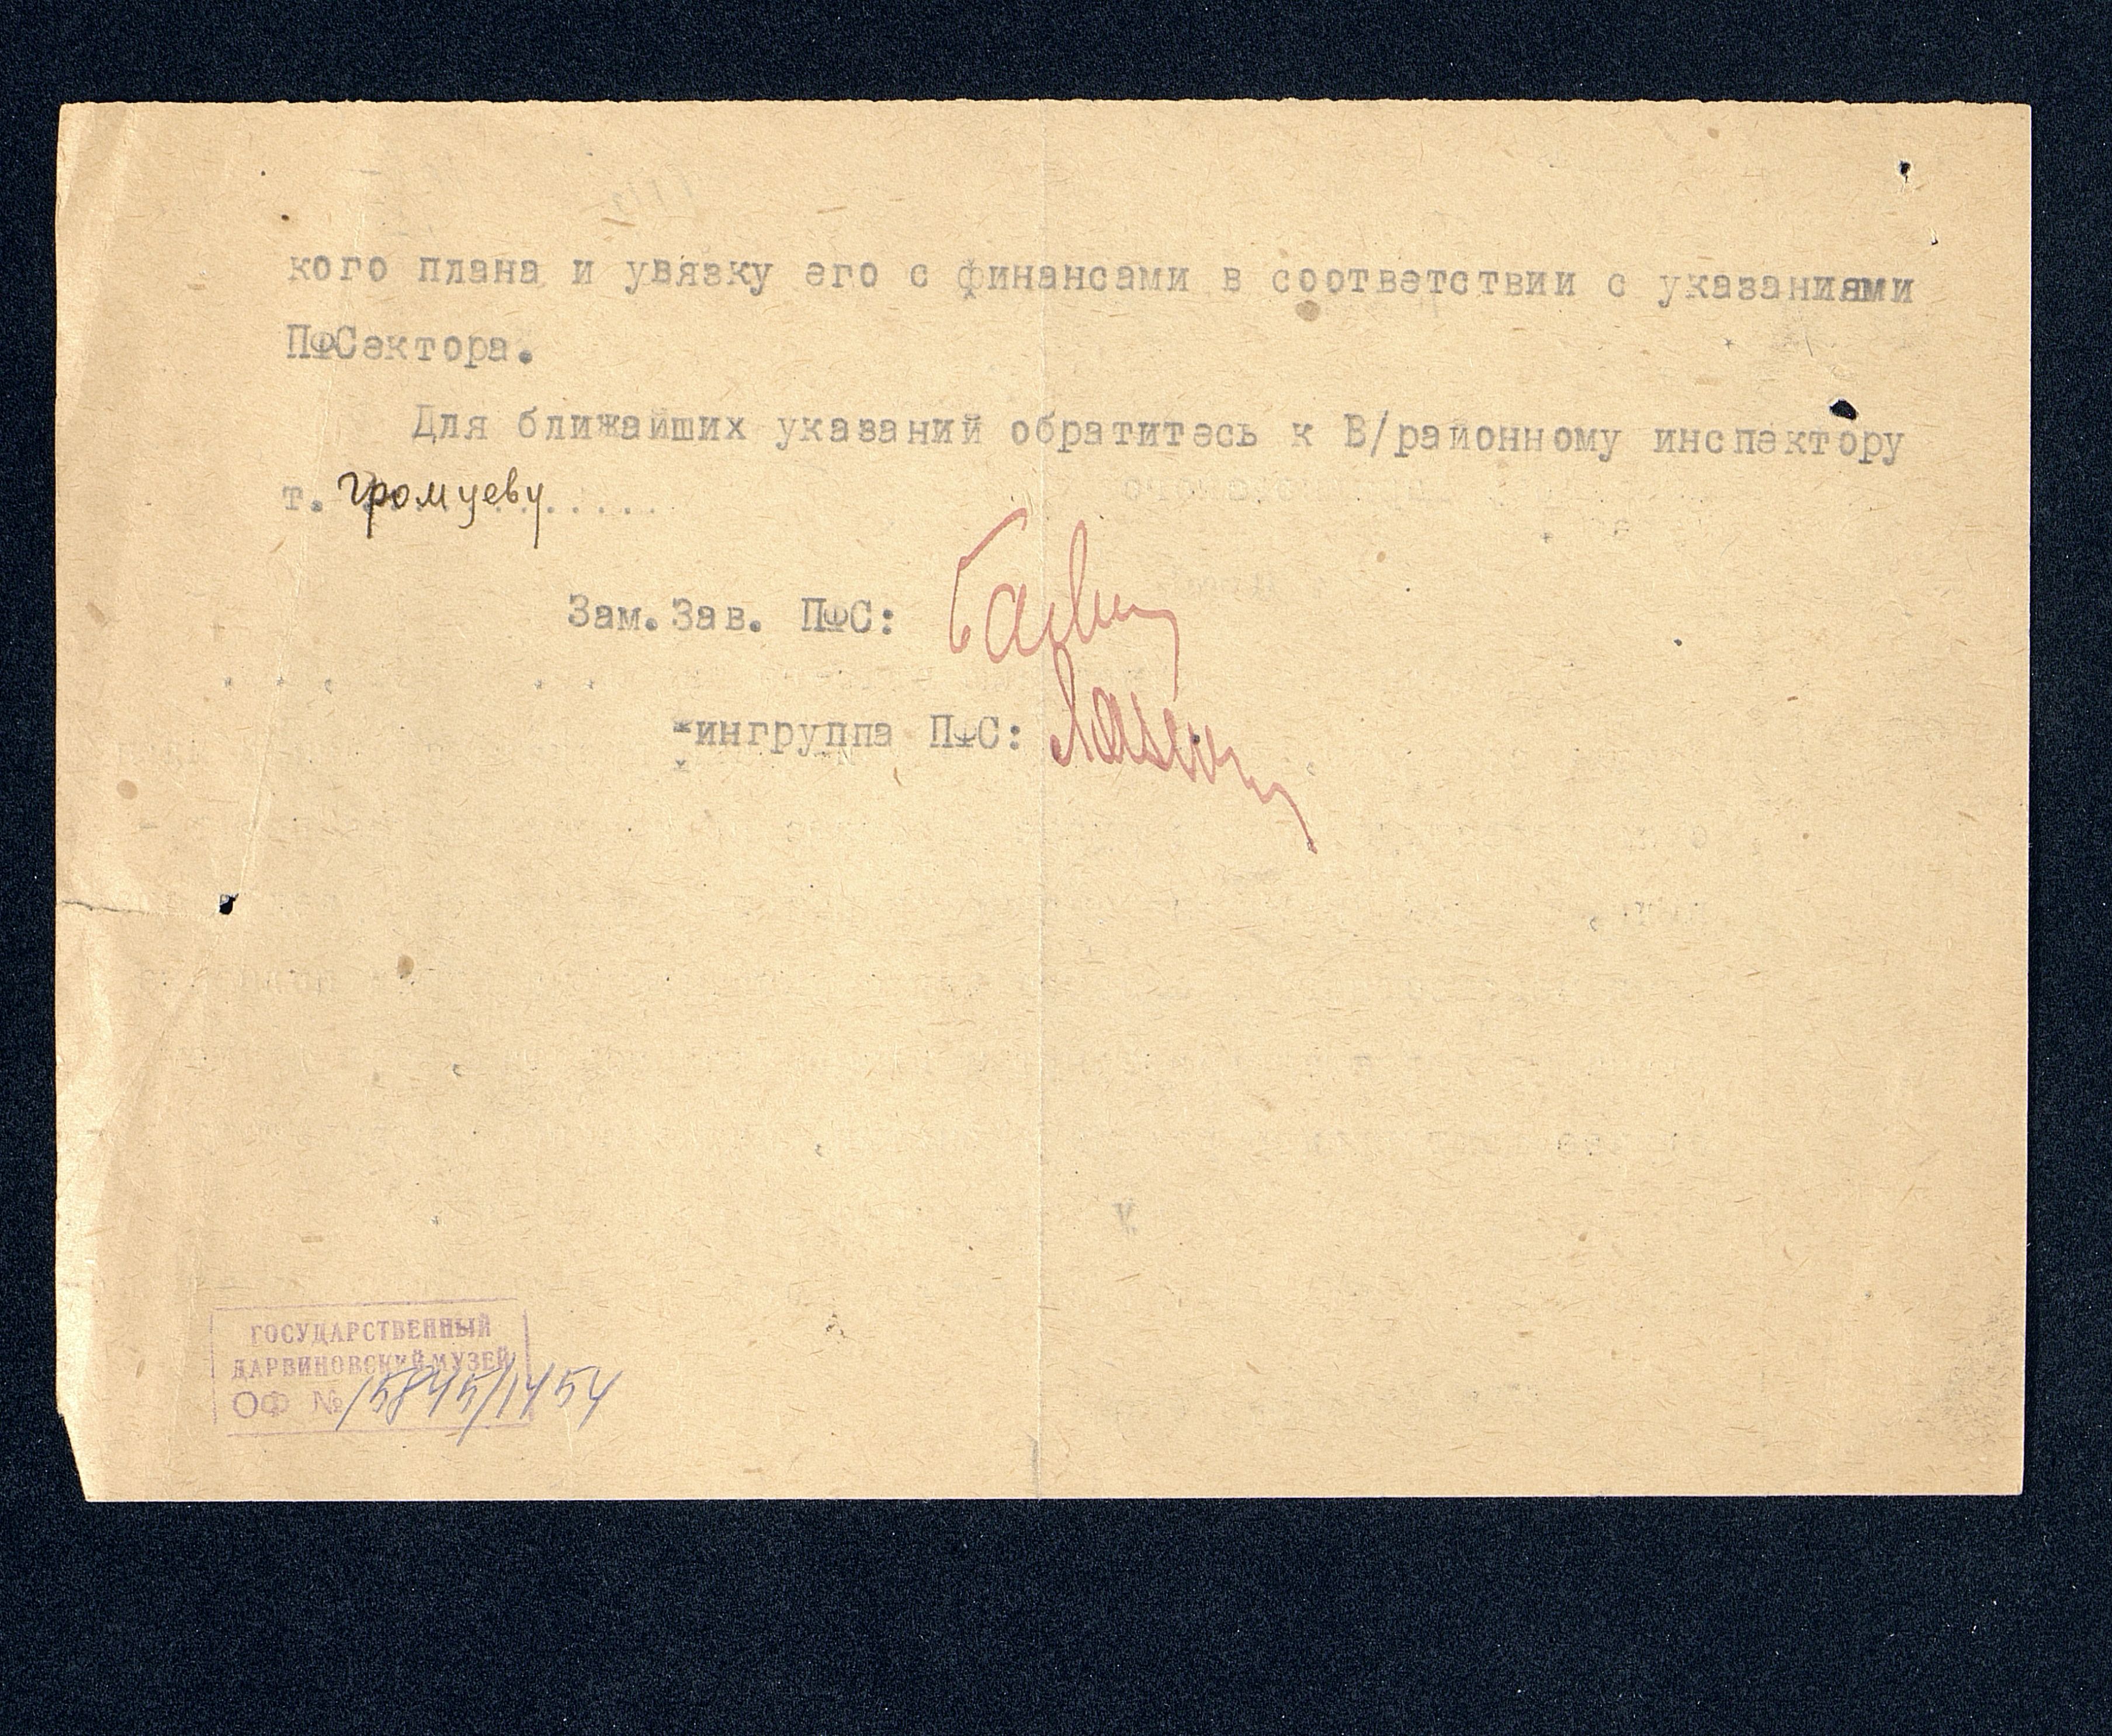 кого плана и увязку его с финансами в соответствии с указаниями
ПФСектора.
Для ближайших указаний обратитесь к В/районному инспектору
т. Громцеву
Зам.Зав. ПФС:
Фингруппа ПФС:
ГОСУДАРСТВЕННЫЙ
ДАРВИНОВСКИЙ МУЗЕЙ
ОФ № 15845/1454